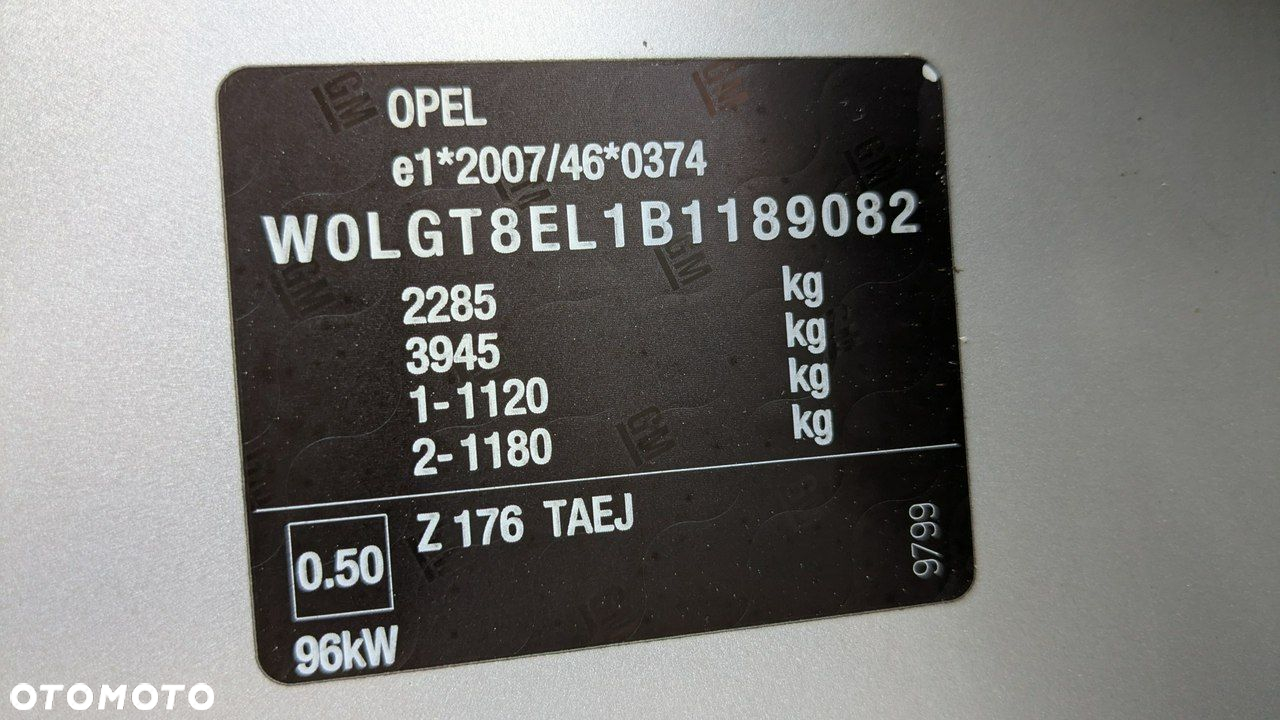 OPEL
e1*2007/46*0374
W0LGT8EL1B1189082
2285 kg
3945 kg
1-1120 kg
2-1180 kg
Z 176 TAEJ
0.50
96kW
9799
GM
OTOMOTO